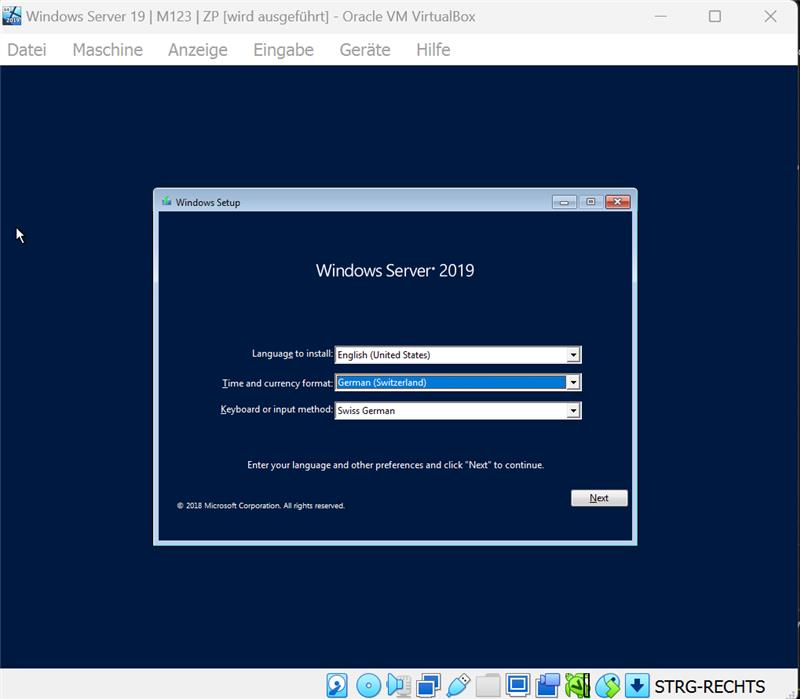 Windows Server 19 | M123 | ZP [wird ausgeführt] - Oracle VM VirtualBox
Datei Maschine Anzeige Eingabe Geräte Hilfe
Windows Setup
Windows Server® 2019
Language to install: English (United States)
Time and currency format: German (Switzerland)
Keyboard or input method: Swiss German
Enter your language and other preferences and click "Next" to continue.
Next
© 2018 Microsoft Corporation. All rights reserved.
STRG-RECHTS